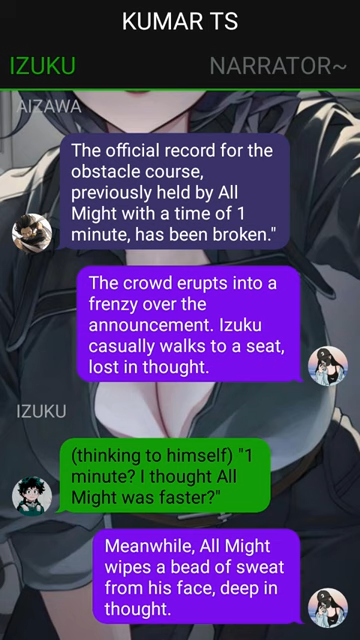 KUMAR TS
IZUKU NARRATOR~
AIZAWA
The official record for the
obstacle course,
previously held by All
Might with a time of 1
minute, has been broken."
The crowd erupts into a
frenzy over the
announcement. Izuku
casually walks to a seat,
lost in thought.
IZUKU
(thinking to himself) "1
minute? I thought All
Might was faster?"
Meanwhile, All Might
wipes a bead of sweat
from his face, deep in
thought.